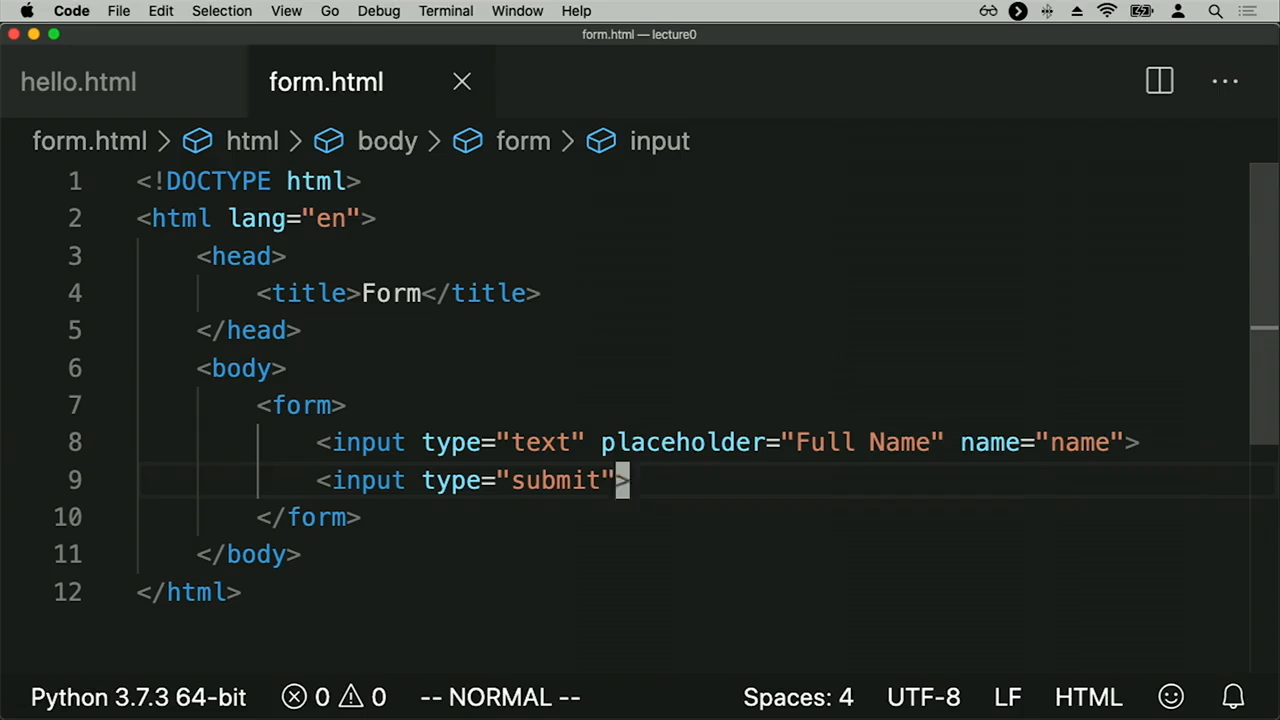 Code File Edit Selection View Go Debug Terminal Window Help
form.html — lecture0
hello.html form.html
form.html > html > body > form > input
1 <!DOCTYPE html>
2 <html lang="en">
3 <head>
4 <title>Form</title>
5 </head>
6 <body>
7 <form>
8 <input type="text" placeholder="Full Name" name="name">
9 <input type="submit">
10 </form>
11 </body>
12 </html>
Python 3.7.3 64-bit 0 0 -- NORMAL -- Spaces: 4 UTF-8 LF HTML